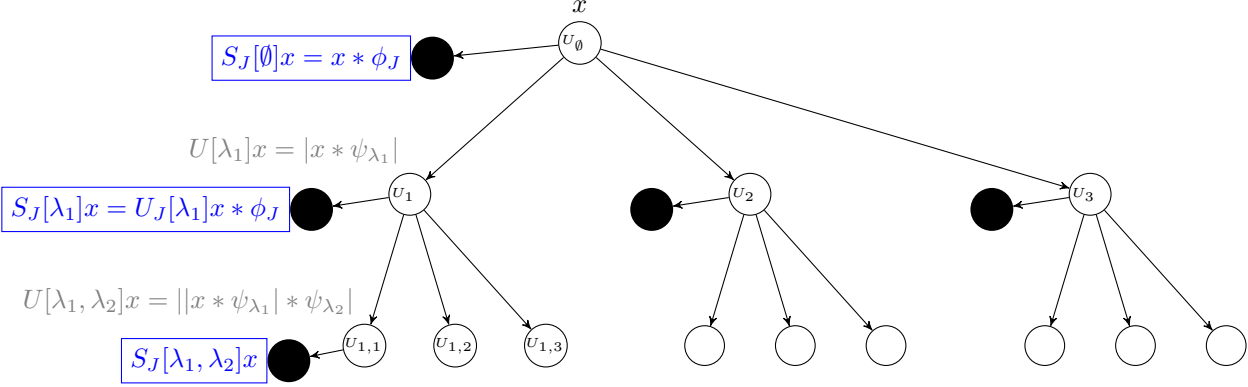 x
U_∅
S_J[∅]x = x ∗ ϕ_J
U[λ_1]x = |x ∗ ψ_{λ_1}|
U_1
U_2
U_3
S_J[λ_1]x = U_J[λ_1]x ∗ ϕ_J
U[λ_1, λ_2]x = ||x ∗ ψ_{λ_1}| ∗ ψ_{λ_2}|
U_{1,1}
U_{1,2}
U_{1,3}
S_J[λ_1, λ_2]x